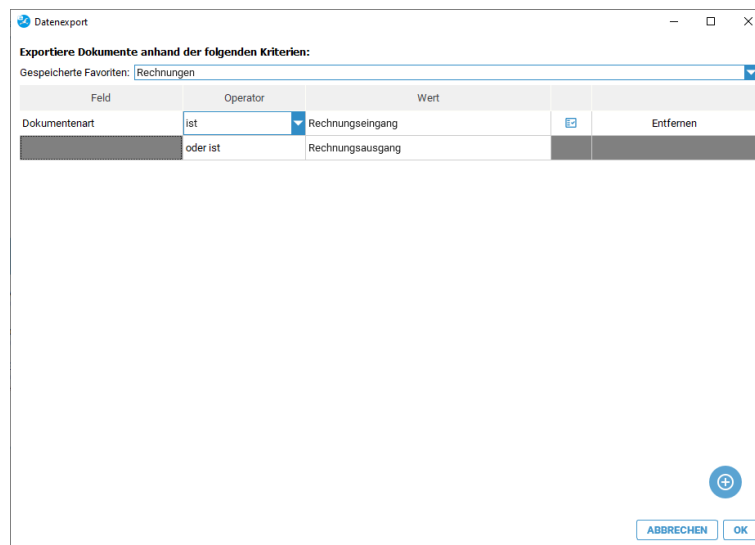 Datenexport
Exportiere Dokumente anhand der folgenden Kriterien:
Gespeicherte Favoriten: Rechnungen
Feld Operator Wert
Dokumentenart ist Rechnungseingang Entfernen
oder ist Rechnungsausgang
ABBRECHEN OK